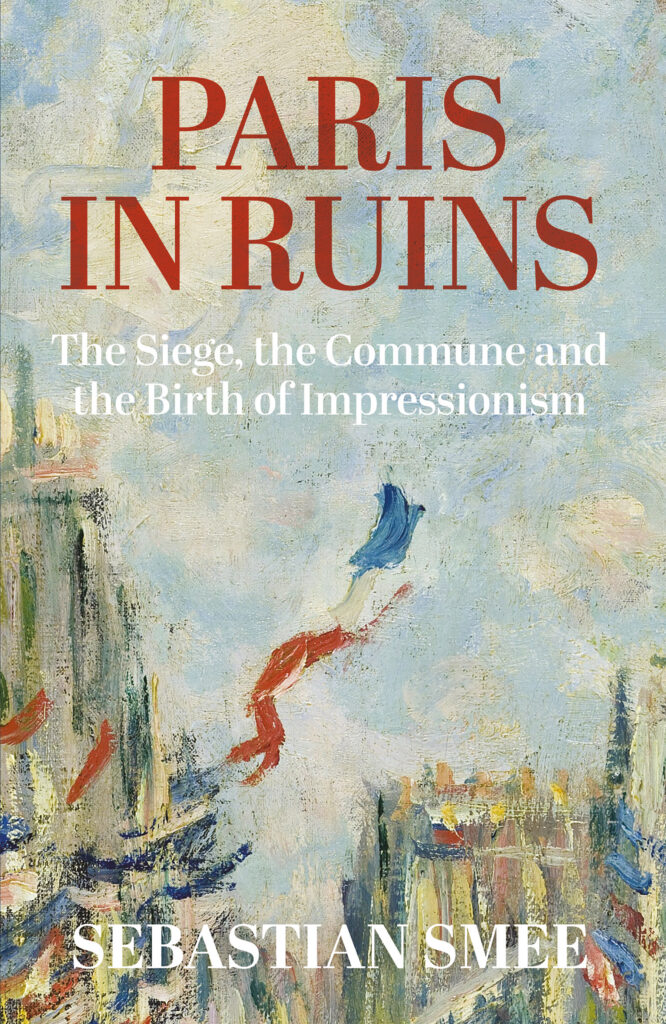 PARIS
IN RUINS
The Siege, the Commune and
the Birth of Impressionism
SEBASTIAN SMEE